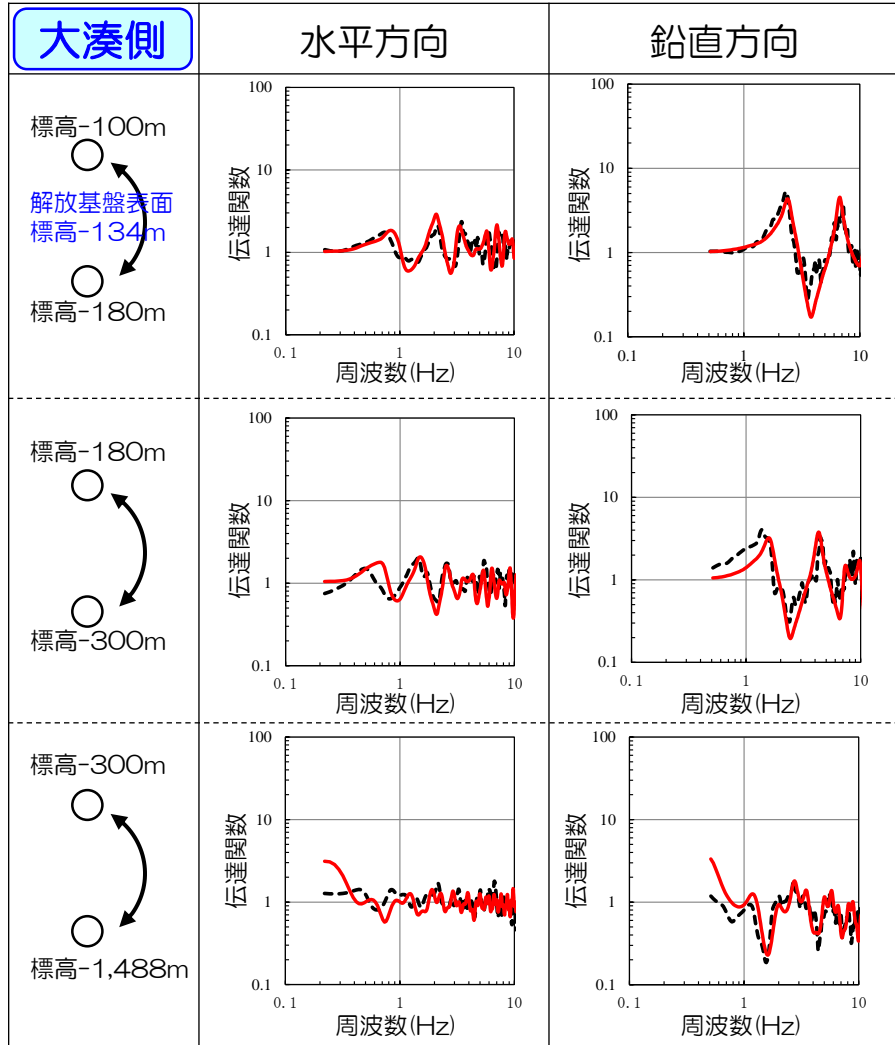 大湊側
水平方向
鉛直方向
標高-100m
解放基盤表面
標高-134m
標高-180m
伝達関数
100
10
1
0.1
0.1
1
10
周波数(Hz)
伝達関数
100
10
1
0.1
0.1
1
10
周波数(Hz)
標高-180m
標高-300m
伝達関数
100
10
1
0.1
0.1
1
10
周波数(Hz)
伝達関数
100
10
1
0.1
0.1
1
10
周波数(Hz)
標高-300m
標高-1,488m
伝達関数
100
10
1
0.1
0.1
1
10
周波数(Hz)
伝達関数
100
10
1
0.1
0.1
1
10
周波数(Hz)